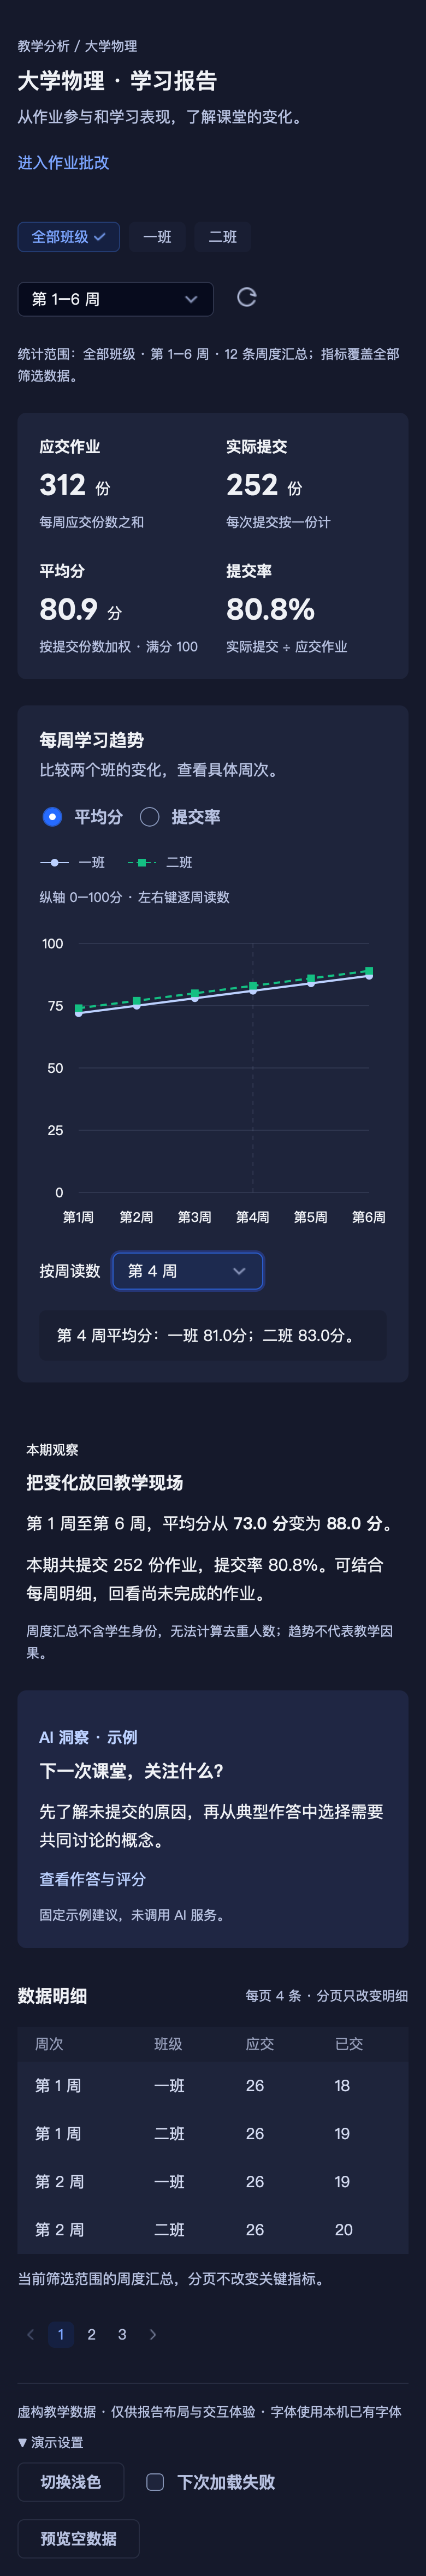 教学分析 / 大学物理
大学物理 · 学习报告
从作业参与和学习表现，了解课堂的变化。
进入作业批改
全部班级 一班 二班
第 1—6 周
统计范围：全部班级 · 第 1—6 周 · 12 条周度汇总；指标覆盖全部
筛选数据。
应交作业 实际提交
312 份 252 份
每周应交份数之和 每次提交按一份计
平均分 提交率
80.9 分 80.8%
按提交份数加权 · 满分 100 实际提交 ÷ 应交作业
每周学习趋势
比较两个班的变化，查看具体周次。
平均分 提交率
一班 二班
纵轴 0—100分 · 左右键逐周读数
100
75
50
25
0
第1周 第2周 第3周 第4周 第5周 第6周
按周读数 第 4 周
第 4 周平均分：一班 81.0分；二班 83.0分。
本期观察
把变化放回教学现场
第 1 周至第 6 周，平均分从 73.0 分变为 88.0 分。
本期共提交 252 份作业，提交率 80.8%。可结合
每周明细，回看尚未完成的作业。
周度汇总不含学生身份，无法计算去重人数；趋势不代表教学因
果。
AI 洞察 · 示例
下一次课堂，关注什么？
先了解未提交的原因，再从典型作答中选择需要
共同讨论的概念。
查看作答与评分
固定示例建议，未调用 AI 服务。
数据明细 每页 4 条 · 分页只改变明细
周次 班级 应交 已交
第 1 周 一班 26 18
第 1 周 二班 26 19
第 2 周 一班 26 19
第 2 周 二班 26 20
当前筛选范围的周度汇总，分页不改变关键指标。
1 2 3
虚构教学数据 · 仅供报告布局与交互体验 · 字体使用本机已有字体
▼ 演示设置
切换浅色 下次加载失败
预览空数据